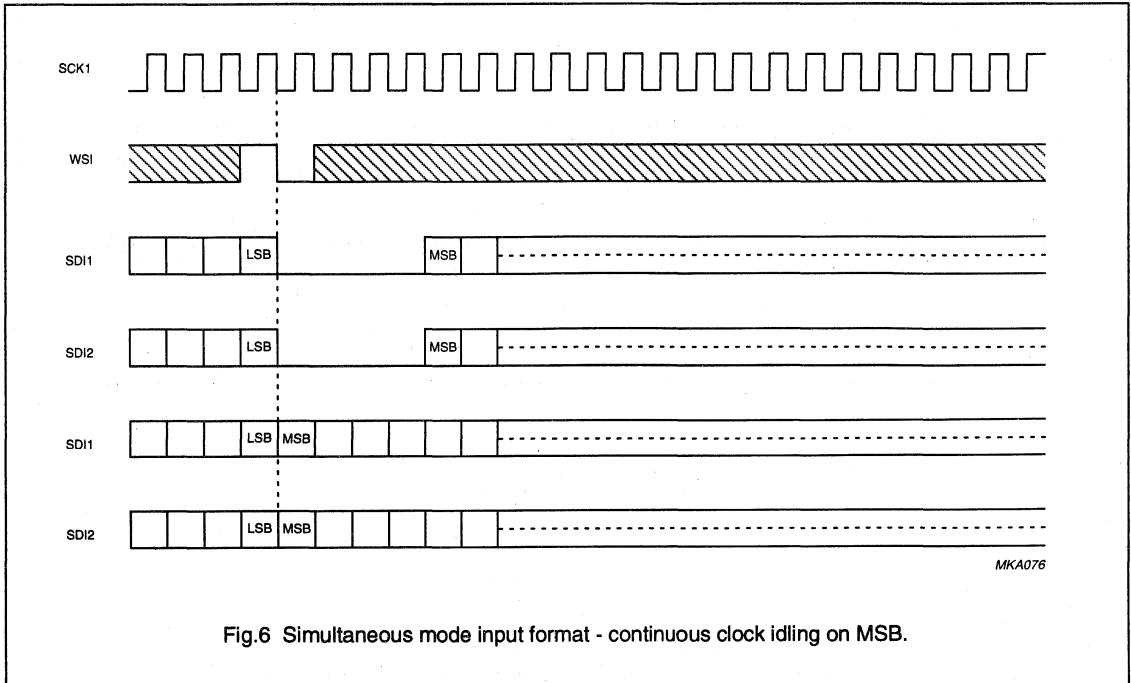 SCK1
WSI
SDI1 LSB MSB
SDI2 LSB MSB
SDI1 LSB MSB
SDI2 LSB MSB
MKA076
Fig.6 Simultaneous mode input format - continuous clock idling on MSB.